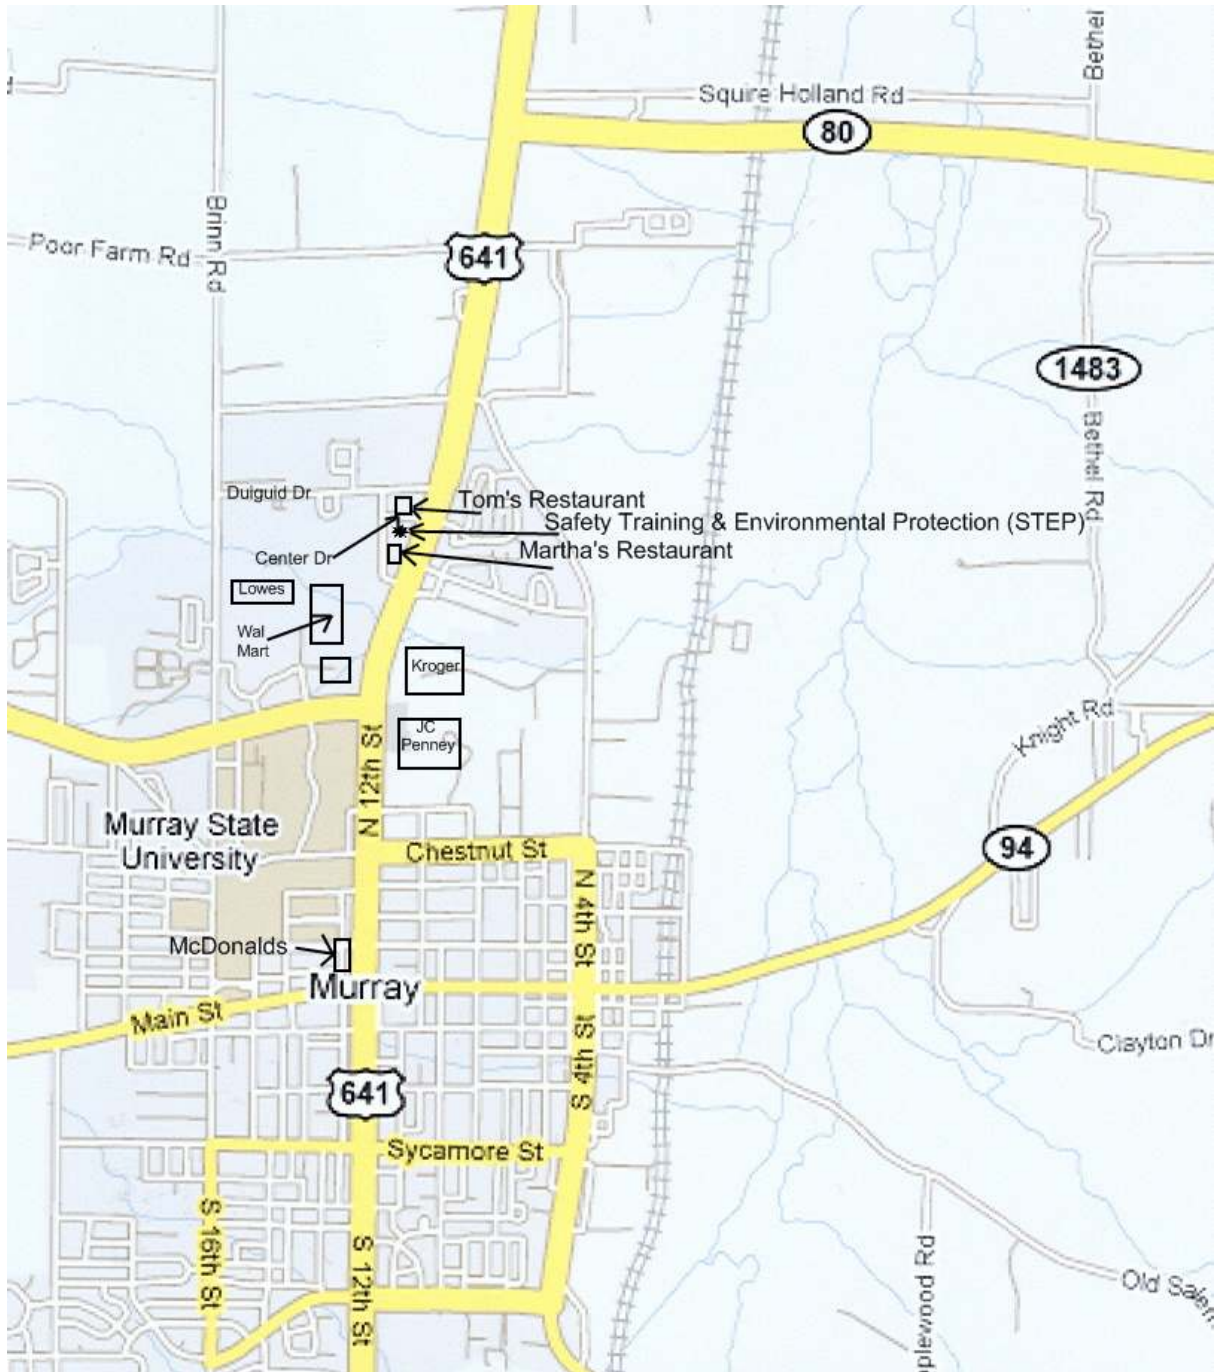 Bethel
Squire Holland Rd
80
Brinn Rd
Poor Farm Rd
641
1483
Bethel Rd
Duiguid Dr
Tom's Restaurant
Safety Training & Environmental Protection (STEP)
Martha's Restaurant
Center Dr
Lowes
Wal
Mart
Kroger
JC
Penney
N 12th St
Knight Rd
Murray State
University
Chestnut St
94
N 4th St
McDonalds
Murray
Main St
S 4th St
Clayton Dr
641
Sycamore St
S 16th St
S 12th St
pplewood Rd
Old Salem